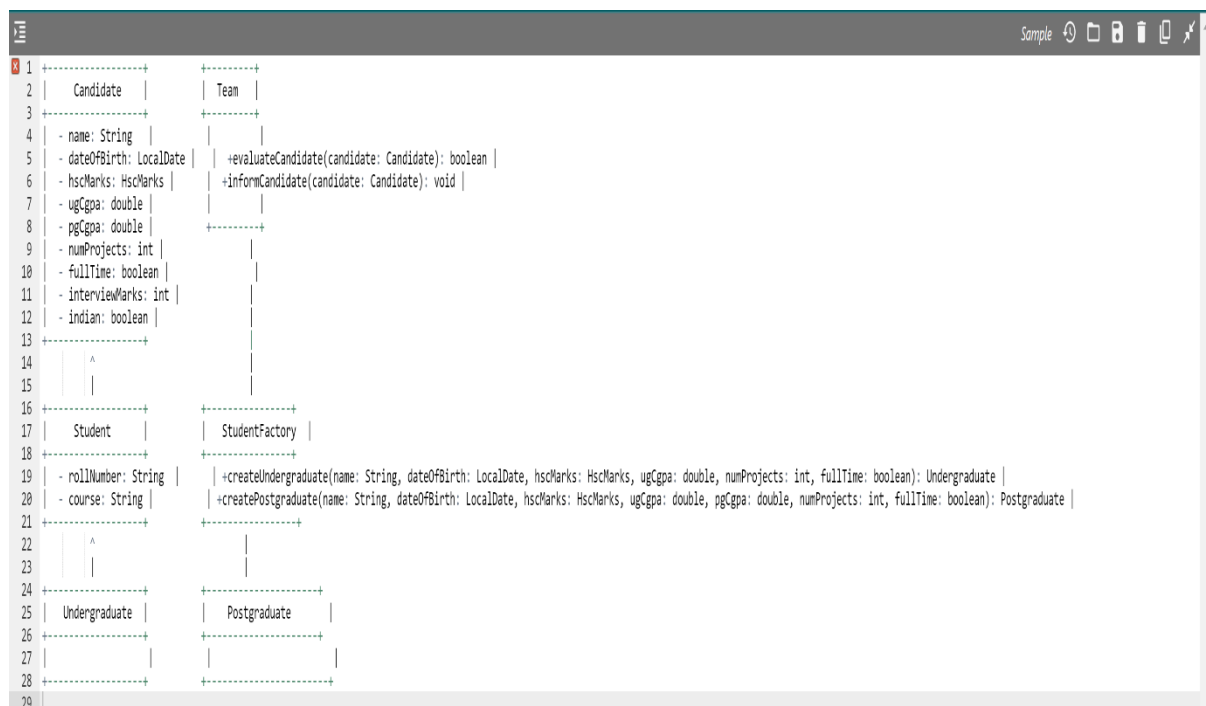 Sample
1 +------------------+ +---------+
2 | Candidate | | Team |
3 +------------------+ +---------+
4 | - name: String | | |
5 | - dateOfBirth: LocalDate | | +evaluateCandidate(candidate: Candidate): boolean |
6 | - hscMarks: HscMarks | | +informCandidate(candidate: Candidate): void |
7 | - ugCgpa: double | | |
8 | - pgCgpa: double | +---------+
9 | - numProjects: int | |
10 | - fullTime: boolean | |
11 | - interviewMarks: int | |
12 | - indian: boolean | |
13 +------------------+ |
14 ^ |
15 | |
16 +------------------+ +----------------+
17 | Student | | StudentFactory |
18 +------------------+ +----------------+
19 | - rollNumber: String | | +createUndergraduate(name: String, dateOfBirth: LocalDate, hscMarks: HscMarks, ugCgpa: double, numProjects: int, fullTime: boolean): Undergraduate |
20 | - course: String | | +createPostgraduate(name: String, dateOfBirth: LocalDate, hscMarks: HscMarks, ugCgpa: double, pgCgpa: double, numProjects: int, fullTime: boolean): Postgraduate |
21 +------------------+ +-----------------+
22 ^ |
23 | |
24 +------------------+ +---------------------+
25 | Undergraduate | | Postgraduate |
26 +------------------+ +---------------------+
27 | | | |
28 +------------------+ +-----------------------+
29